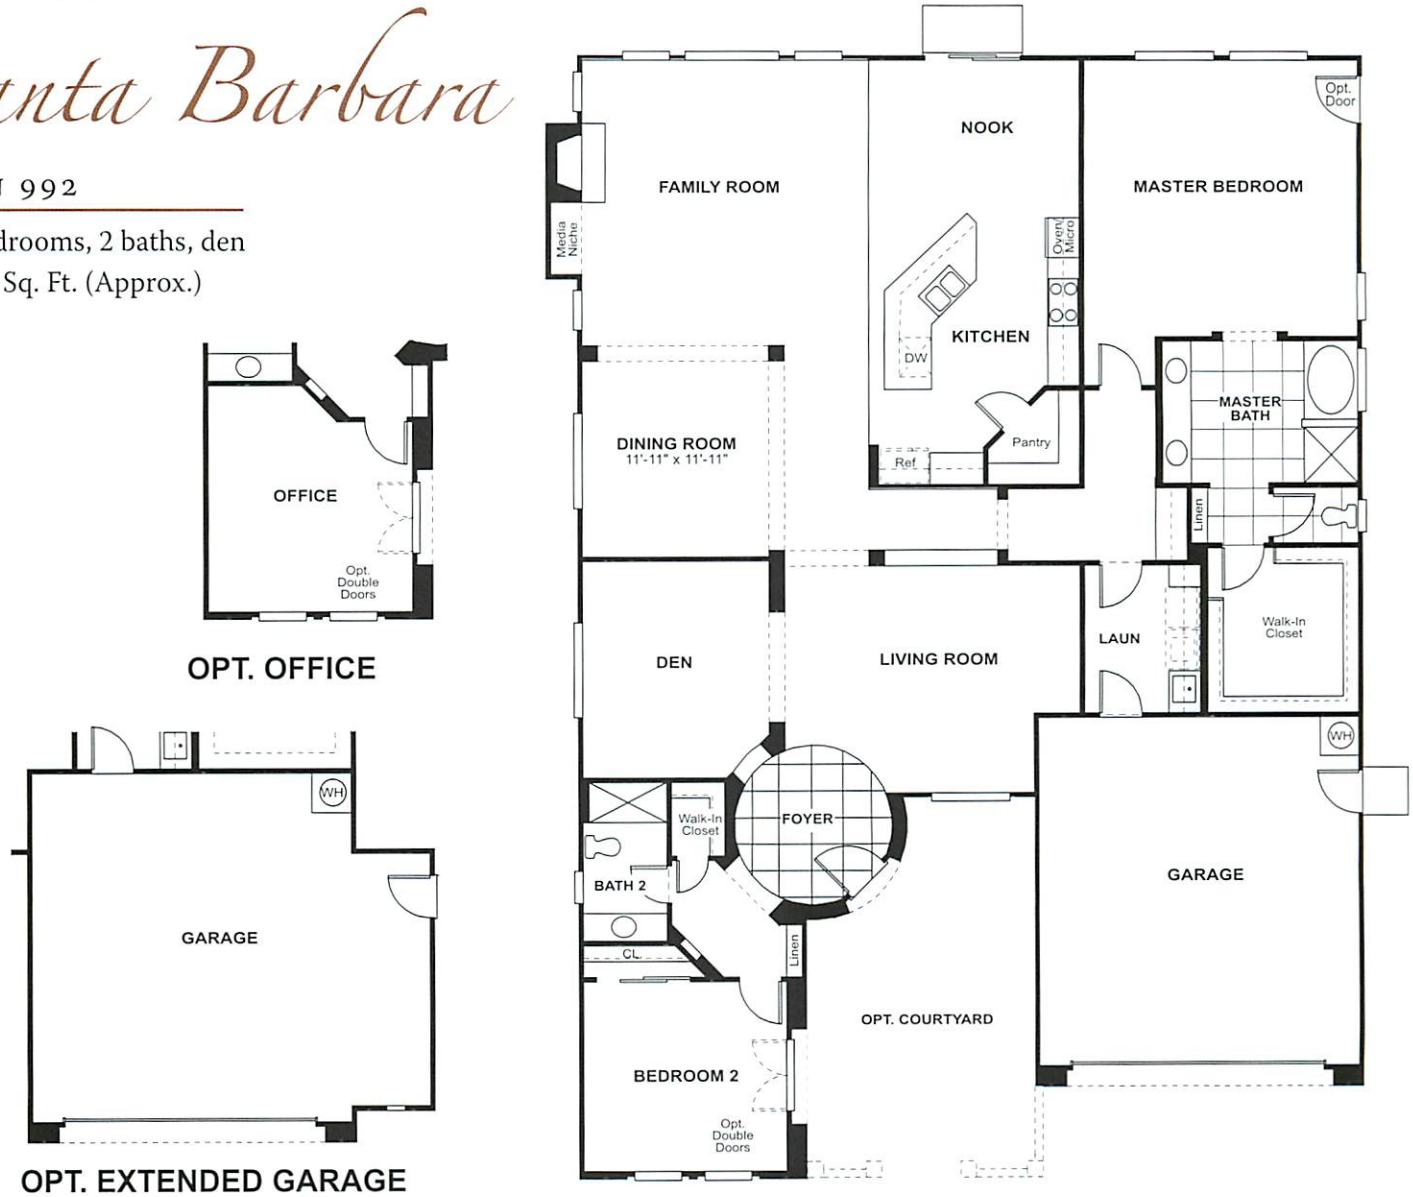 Barbara
992
2 baths, den
Sq. Ft. (Approx.)
OFFICE
Opt.
Double
Doors
OPT. OFFICE
WH
GARAGE
OPT. EXTENDED GARAGE
NOOK
Opt.
Door
FAMILY ROOM
MASTER BEDROOM
Media
Niche
Oven/
Micro
KITCHEN
DW
MASTER
BATH
DINING ROOM
11'-11" x 11'-11"
Pantry
Ref
Linen
DEN
LIVING ROOM
LAUN
Walk-In
Closet
WH
Walk-In
Closet
FOYER
BATH 2
GARAGE
CL.
Linen
OPT. COURTYARD
BEDROOM 2
Opt.
Double
Doors